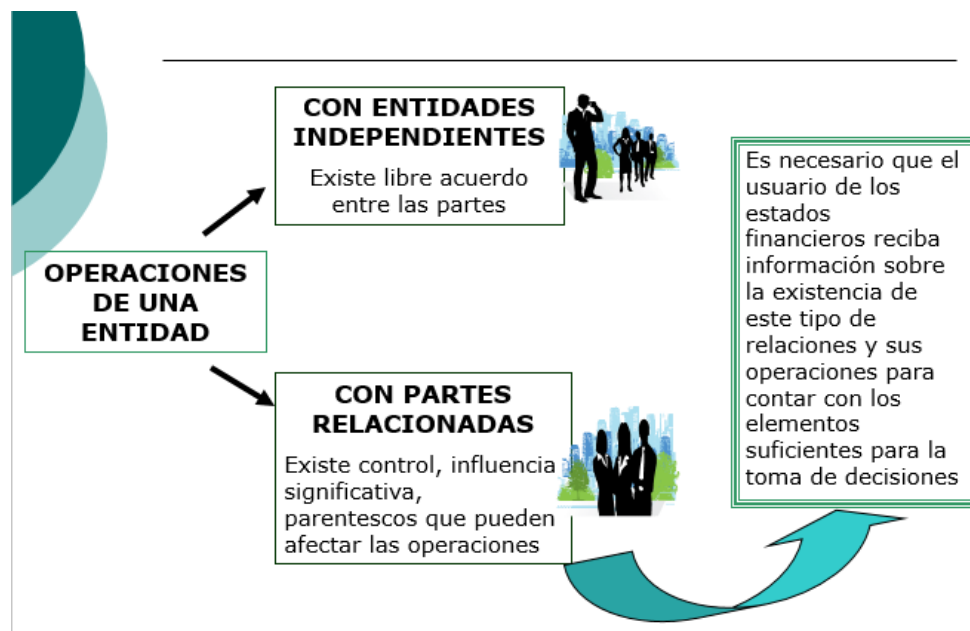 CON ENTIDADES
INDEPENDIENTES
Existe libre acuerdo
entre las partes
OPERACIONES
DE UNA
ENTIDAD
CON PARTES
RELACIONADAS
Existe control, influencia
significativa,
parentescos que pueden
afectar las operaciones
Es necesario que el
usuario de los
estados
financieros reciba
información sobre
la existencia de
este tipo de
relaciones y sus
operaciones para
contar con los
elementos
suficientes para la
toma de decisiones